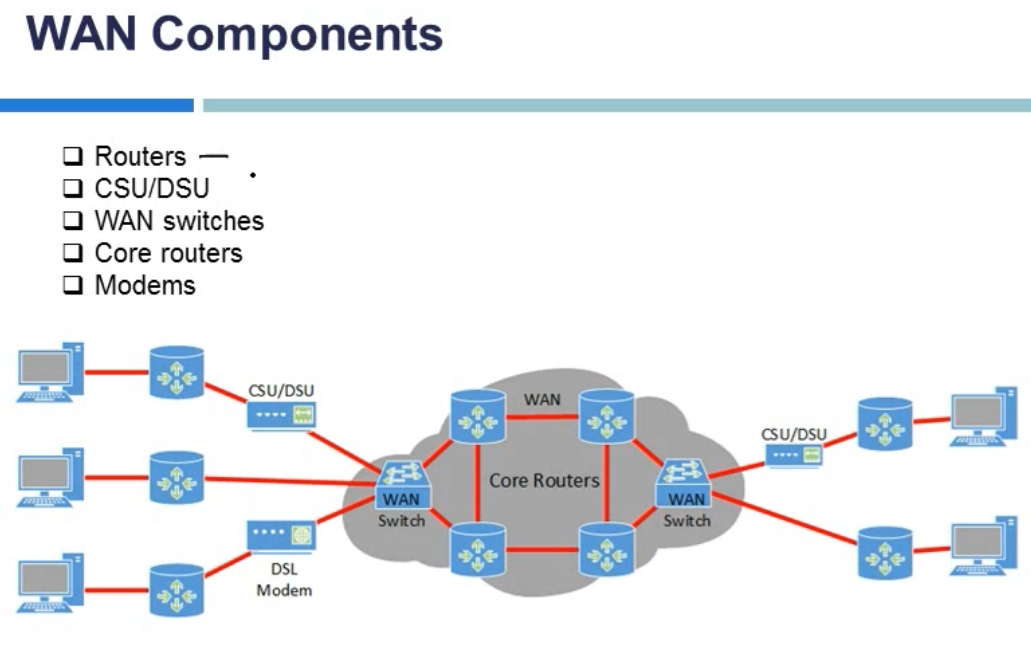 WAN Components
Routers —
CSU/DSU
WAN switches
Core routers
Modems
CSU/DSU
WAN
CSU/DSU
Core Routers
WAN
Switch
WAN
Switch
DSL
Modem